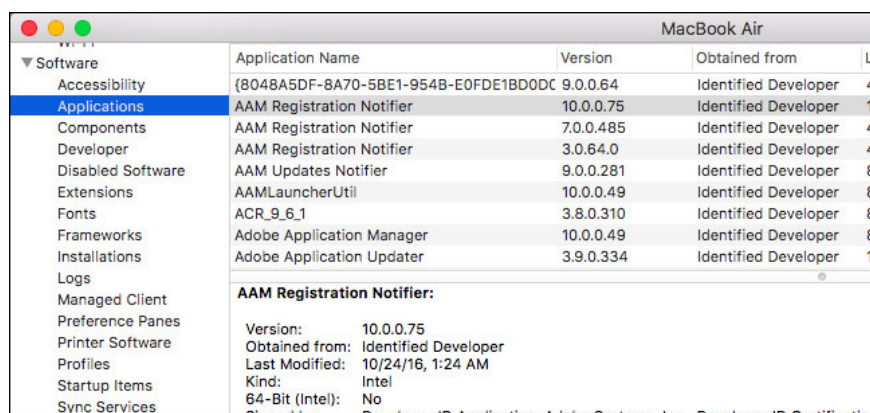 MacBook Air
Software
Accessibility
Applications
Components
Developer
Disabled Software
Extensions
Fonts
Frameworks
Installations
Logs
Managed Client
Preference Panes
Printer Software
Profiles
Startup Items
Sync Services
Application Name Version Obtained from
{8048A5DF-8A70-5BE1-954B-E0FDE1BD0D 9.0.0.64 Identified Developer
AAM Registration Notifier 10.0.0.75 Identified Developer
AAM Registration Notifier 7.0.0.485 Identified Developer
AAM Registration Notifier 3.0.64.0 Identified Developer
AAM Updates Notifier 9.0.0.281 Identified Developer
AAMLauncherUtil 10.0.0.49 Identified Developer
ACR_9_6_1 3.8.0.310 Identified Developer
Adobe Application Manager 10.0.0.49 Identified Developer
Adobe Application Updater 3.9.0.334 Identified Developer
AAM Registration Notifier:
Version: 10.0.0.75
Obtained from: Identified Developer
Last Modified: 10/24/16, 1:24 AM
Kind: Intel
64-Bit (Intel): No